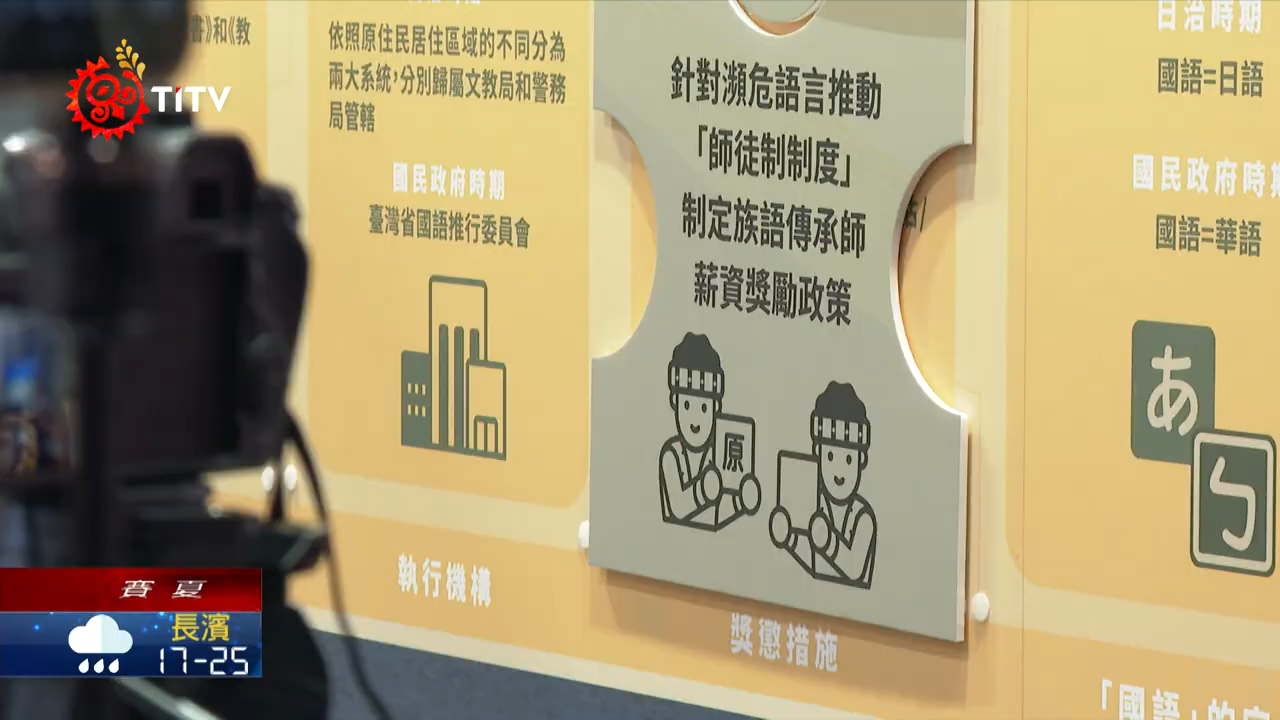 書》和《教
TITV
依照原住民居住區域的不同分為
兩大系統，分別歸屬文教局和警務
局管轄
國民政府時期
臺灣省國語推行委員會
執行機構
針對瀕危語言推動
「師徒制制度」
制定族語傳承師
薪資獎勵政策
原
獎懲措施
日治時期
國語=日語
國民政府時期
國語=華語
あ
ㄅ
「國語」的定
賽夏
長濱
17-25